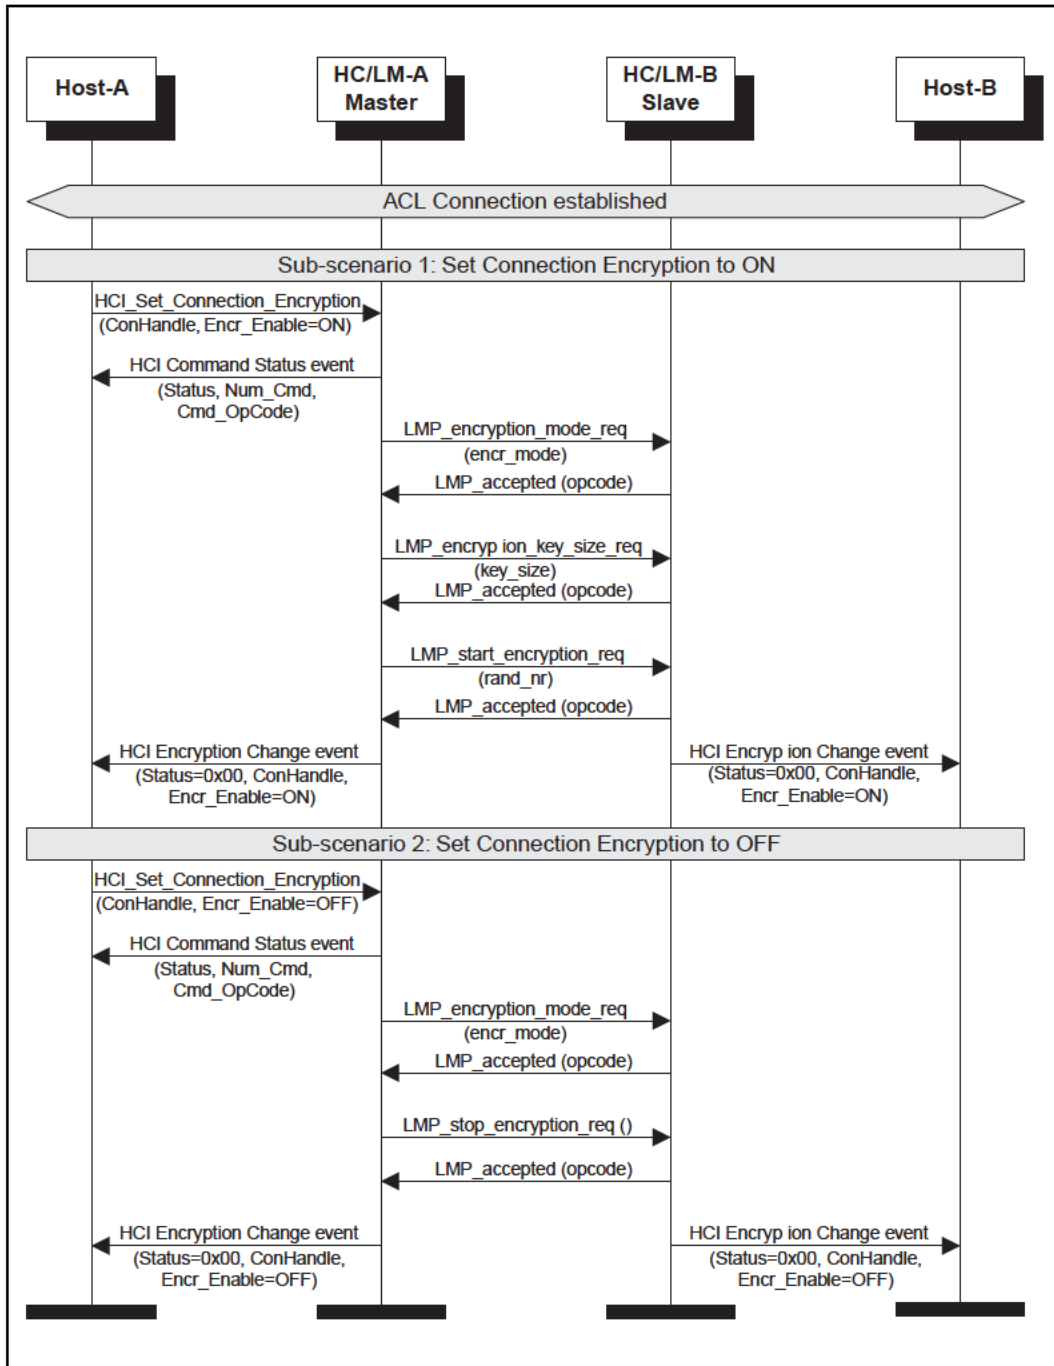 Host-A
HC/LM-A
Master
HC/LM-B
Slave
Host-B
ACL Connection established
Sub-scenario 1: Set Connection Encryption to ON
HCI_Set_Connection_Encryption
(ConHandle, Encr_Enable=ON)
HCI Command Status event
(Status, Num_Cmd,
Cmd_OpCode)
LMP_encryption_mode_req
(encr_mode)
LMP_accepted (opcode)
LMP_encryp ion_key_size_req
(key_size)
LMP_accepted (opcode)
LMP_start_encryption_req
(rand_nr)
LMP_accepted (opcode)
HCI Encryption Change event
(Status=0x00, ConHandle,
Encr_Enable=ON)
HCI Encryp ion Change event
(Status=0x00, ConHandle,
Encr_Enable=ON)
Sub-scenario 2: Set Connection Encryption to OFF
HCI_Set_Connection_Encryption
(ConHandle, Encr_Enable=OFF)
HCI Command Status event
(Status, Num_Cmd,
Cmd_OpCode)
LMP_encryption_mode_req
(encr_mode)
LMP_accepted (opcode)
LMP_stop_encryption_req ()
LMP_accepted (opcode)
HCI Encryption Change event
(Status=0x00, ConHandle,
Encr_Enable=OFF)
HCI Encryp ion Change event
(Status=0x00, ConHandle,
Encr_Enable=OFF)